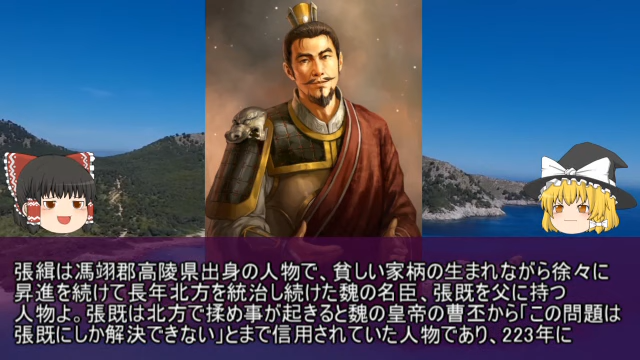 張緝は馮翊郡高陵県出身の人物で、貧しい家柄の生まれながら徐々に
昇進を続けて長年北方を統治し続けた魏の名臣、張既を父に持つ
人物よ。張既は北方で揉め事が起きると魏の皇帝の曹丕から「この問題は
張既にしか解決できない」とまで信用されていた人物であり、223年に